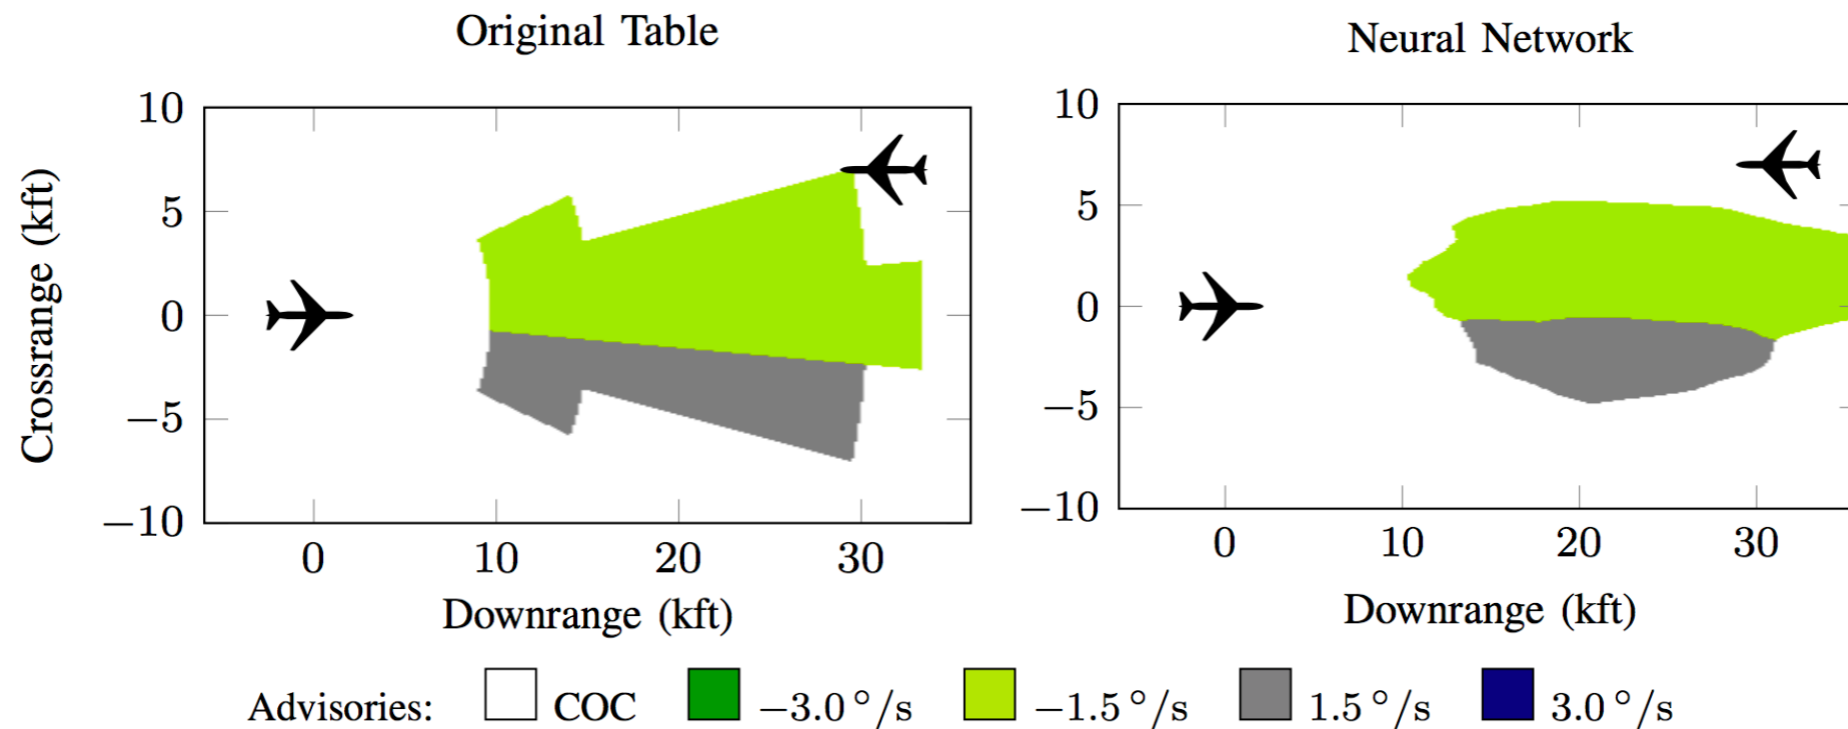 Original Table
Neural Network
10
5
0
−5
−10
Crossrange (kft)
0 10 20 30
Downrange (kft)
10
5
0
−5
−10
0 10 20 30
Downrange (kft)
Advisories: COC −3.0 °/s −1.5 °/s 1.5 °/s 3.0 °/s